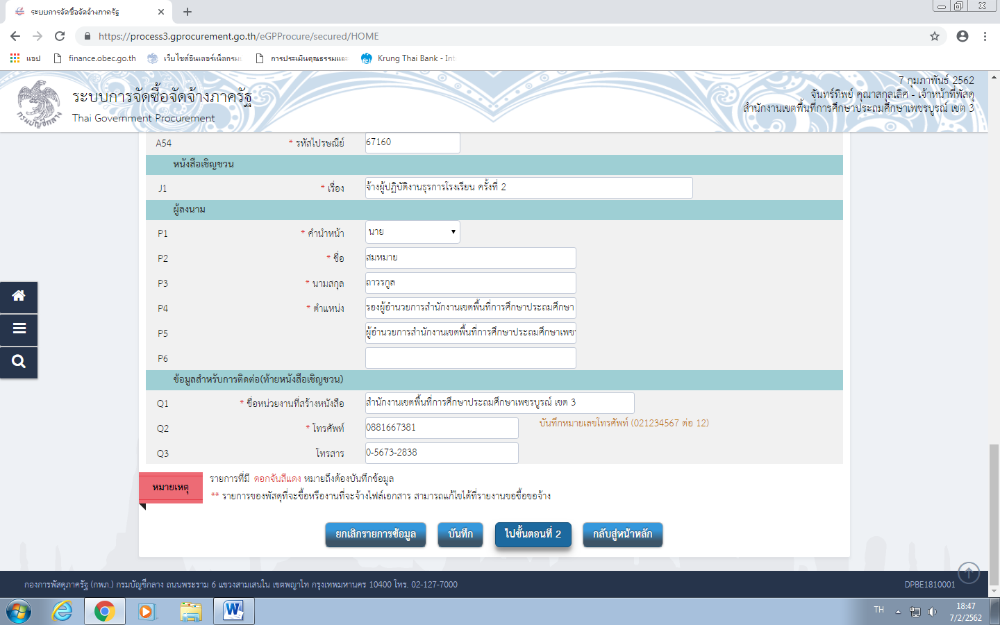 ระบบการจัดซื้อจัดจ้างภาครัฐ
https://process3.gprocurement.go.th/eGPProcure/secured/HOME
แอป finance.obec.go.th เว็บไซต์อินเตอร์เน็ตกรม การประเมินคุณธรรมและ Krung Thai Bank - Int
ระบบการจัดซื้อจัดจ้างภาครัฐ
Thai Government Procurement
7 กุมภาพันธ์ 2562
จันทร์ทิพย์ คุณาสกุลเลิศ - เจ้าหน้าที่พัสดุ
สำนักงานเขตพื้นที่การศึกษาประถมศึกษาเพชรบูรณ์ เขต 3
A54 * รหัสไปรษณีย์ 67160
หนังสือเชิญชวน
J1 * เรื่อง จ้างผู้ปฏิบัติงานธุรการโรงเรียน ครั้งที่ 2
ผู้ลงนาม
P1 * คำนำหน้า นาย
P2 * ชื่อ สมหมาย
P3 * นามสกุล ถาวรกูล
P4 * ตำแหน่ง รองผู้อำนวยการสำนักงานเขตพื้นที่การศึกษาประถมศึกษา
P5 ผู้อำนวยการสำนักงานเขตพื้นที่การศึกษาประถมศึกษาเพชร
P6
ข้อมูลสำหรับการติดต่อ(ท้ายหนังสือเชิญชวน)
Q1 * ชื่อหน่วยงานที่สร้างหนังสือ สำนักงานเขตพื้นที่การศึกษาประถมศึกษาเพชรบูรณ์ เขต 3
Q2 * โทรศัพท์ 0881667381 บันทึกหมายเลขโทรศัพท์ (021234567 ต่อ 12)
Q3 โทรสาร 0-5673-2838
หมายเหตุ รายการที่มี ดอกจันสีแดง หมายถึงต้องบันทึกข้อมูล
** รายการของพัสดุที่จะซื้อหรืองานที่จะจ้างไฟล์เอกสาร สามารถแก้ไขได้ที่รายงานขอซื้อขอจ้าง
ยกเลิกรายการข้อมูล บันทึก ไปขั้นตอนที่ 2 กลับสู่หน้าหลัก
กองการพัสดุภาครัฐ (กพภ.) กรมบัญชีกลาง ถนนพระราม 6 แขวงสามเสนใน เขตพญาไท กรุงเทพมหานคร 10400 โทร. 02-127-7000 DPBE1810001
TH 18:47
7/2/2562